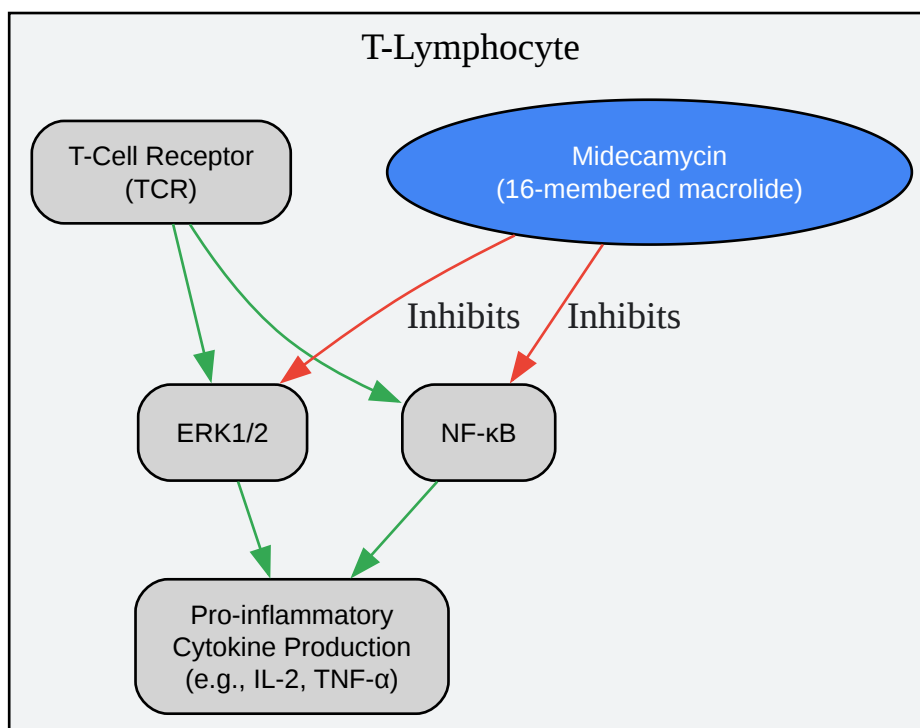 T-Lymphocyte
T-Cell Receptor
(TCR)
Midecamycin
(16-membered macrolide)
Inhibits
Inhibits
ERK1/2
NF-κB
Pro-inflammatory
Cytokine Production
(e.g., IL-2, TNF-α)